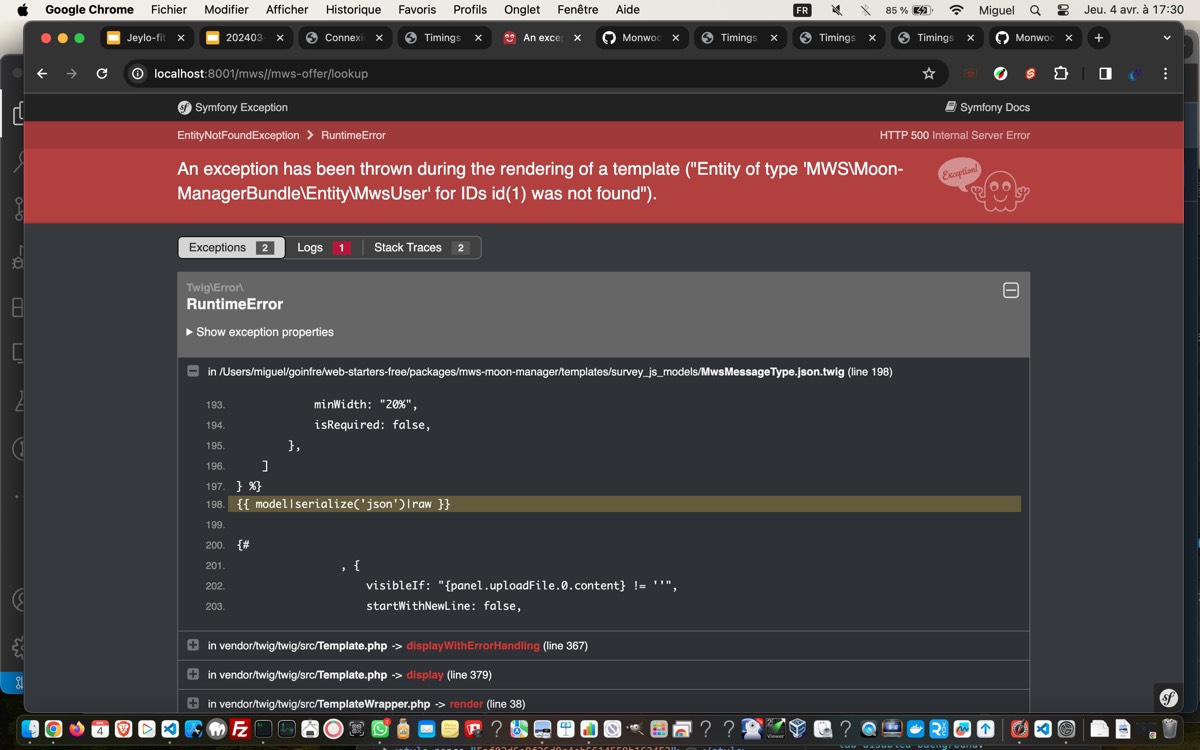 Google Chrome Fichier Modifier Afficher Historique Favoris Profils Onglet Fenêtre Aide FR 85 % Miguel Jeu. 4 avr. à 17:30
Jeylo-fit 202403 Connexi Timings An excep Monwoo Timings Timings Timings Monwoo
localhost:8001/mws//mws-offer/lookup
sf Symfony Exception Symfony Docs
EntityNotFoundException RuntimeError HTTP 500 Internal Server Error
An exception has been thrown during the rendering of a template ("Entity of type 'MWS\Moon-
ManagerBundle\Entity\MwsUser' for IDs id(1) was not found").
Exception!
Exceptions 2 Logs 1 Stack Traces 2
Twig\Error\
RuntimeError
Show exception properties
in /Users/miguel/goinfre/web-starters-free/packages/mws-moon-manager/templates/survey_js_models/MwsMessageType.json.twig (line 198)
193. minWidth: "20%",
194. isRequired: false,
195. },
196. ]
197. } %}
198. {{ model|serialize('json')|raw }}
199.
200. {#
201. , {
202. visibleIf: "{panel.uploadFile.0.content} != ''",
203. startWithNewLine: false,
in vendor/twig/twig/src/Template.php -> displayWithErrorHandling (line 367)
in vendor/twig/twig/src/Template.php -> display (line 379)
in vendor/twig/twig/src/TemplateWrapper.php -> render (line 38)
sf